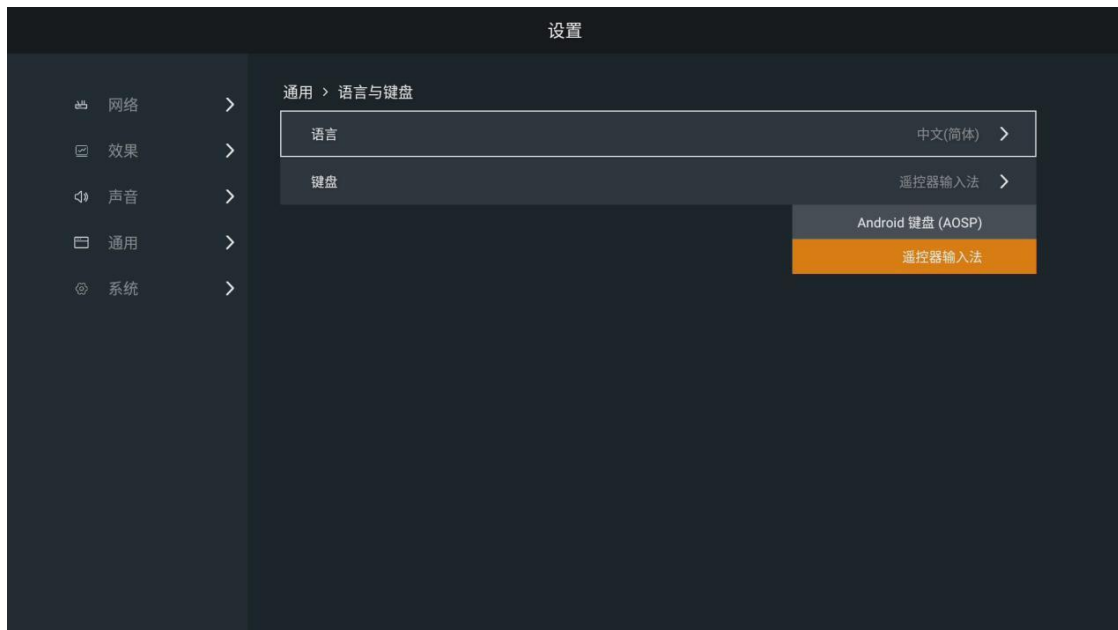 设置
网络
效果
声音
通用
系统
通用 > 语言与键盘
语言 中文(简体)
键盘 遥控器输入法
Android 键盘 (AOSP)
遥控器输入法